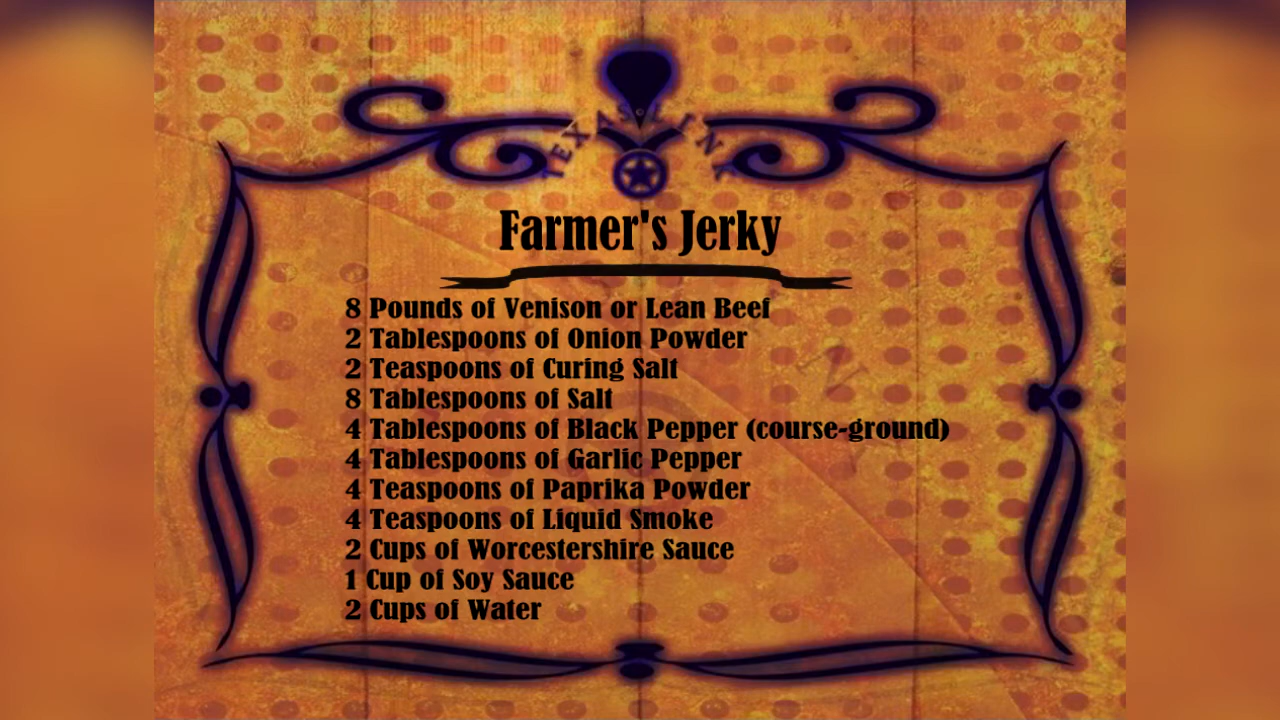 TEXAS LINK
Farmer's Jerky
8 Pounds of Venison or Lean Beef
2 Tablespoons of Onion Powder
2 Teaspoons of Curing Salt
8 Tablespoons of Salt
4 Tablespoons of Black Pepper (course-ground)
4 Tablespoons of Garlic Pepper
4 Teaspoons of Paprika Powder
4 Teaspoons of Liquid Smoke
2 Cups of Worcestershire Sauce
1 Cup of Soy Sauce
2 Cups of Water